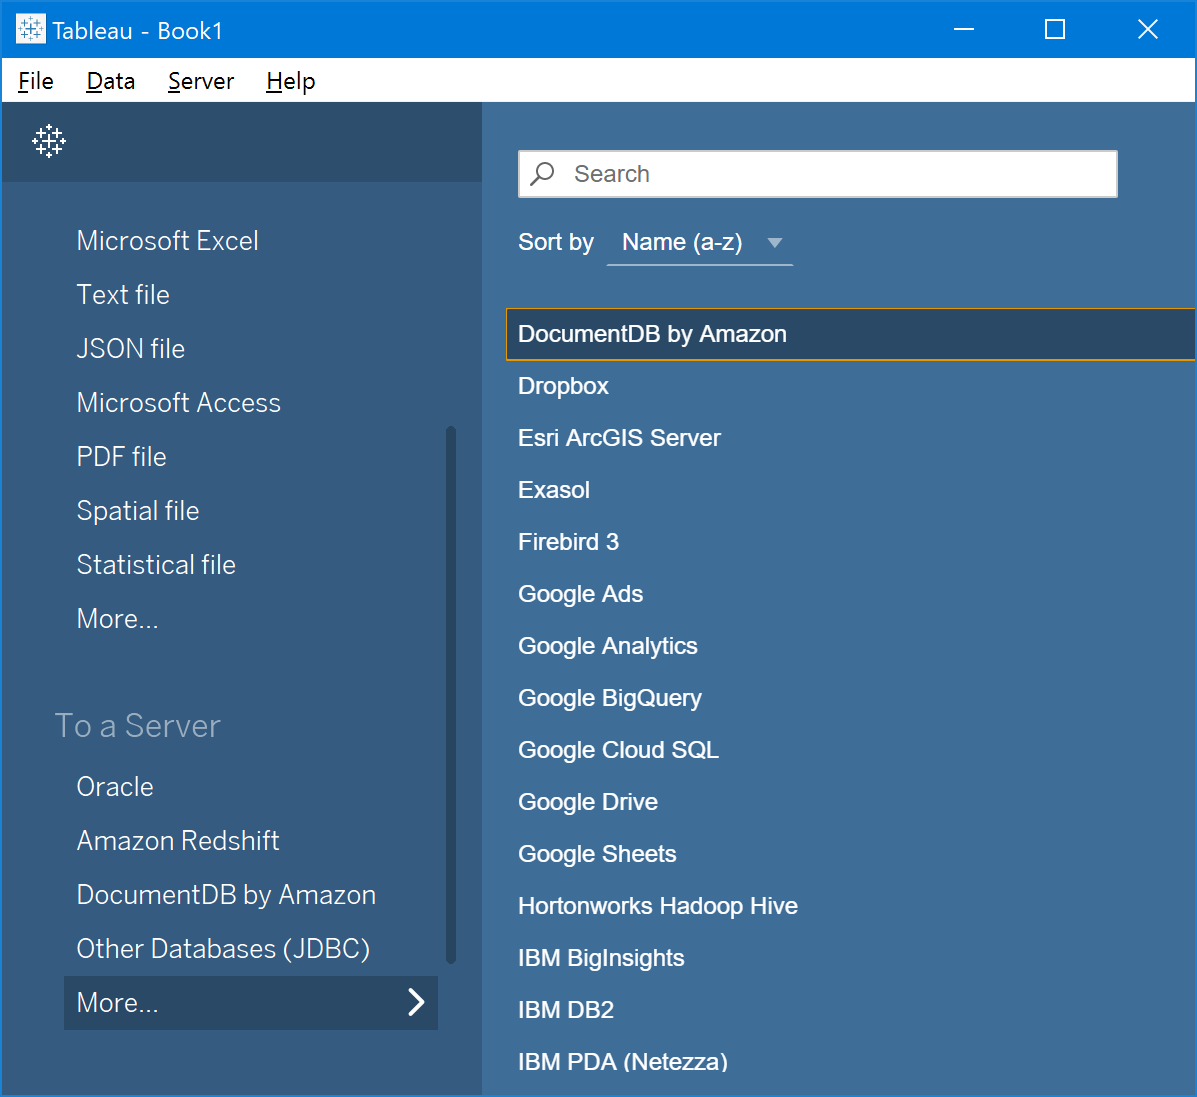 Tableau - Book1
File Data Server Help
Microsoft Excel
Text file
JSON file
Microsoft Access
PDF file
Spatial file
Statistical file
More...
To a Server
Oracle
Amazon Redshift
DocumentDB by Amazon
Other Databases (JDBC)
More...
Search
Sort by Name (a-z)
DocumentDB by Amazon
Dropbox
Esri ArcGIS Server
Exasol
Firebird 3
Google Ads
Google Analytics
Google BigQuery
Google Cloud SQL
Google Drive
Google Sheets
Hortonworks Hadoop Hive
IBM BigInsights
IBM DB2
IBM PDA (Netezza)